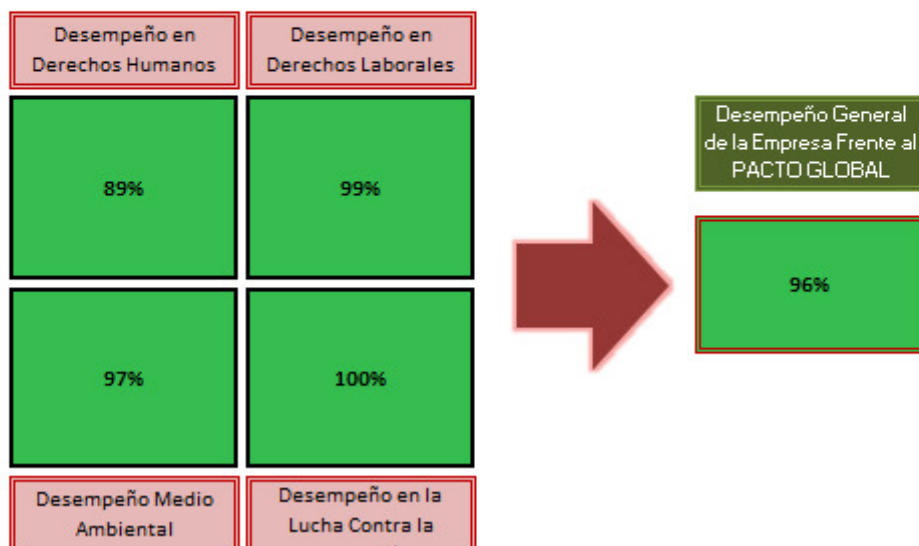 Desempeño en
Derechos Humanos
Desempeño en
Derechos Laborales
89%
99%
Desempeño General
de la Empresa Frente al
PACTO GLOBAL
96%
97%
100%
Desempeño Medio
Ambiental
Desempeño en la
Lucha Contra la